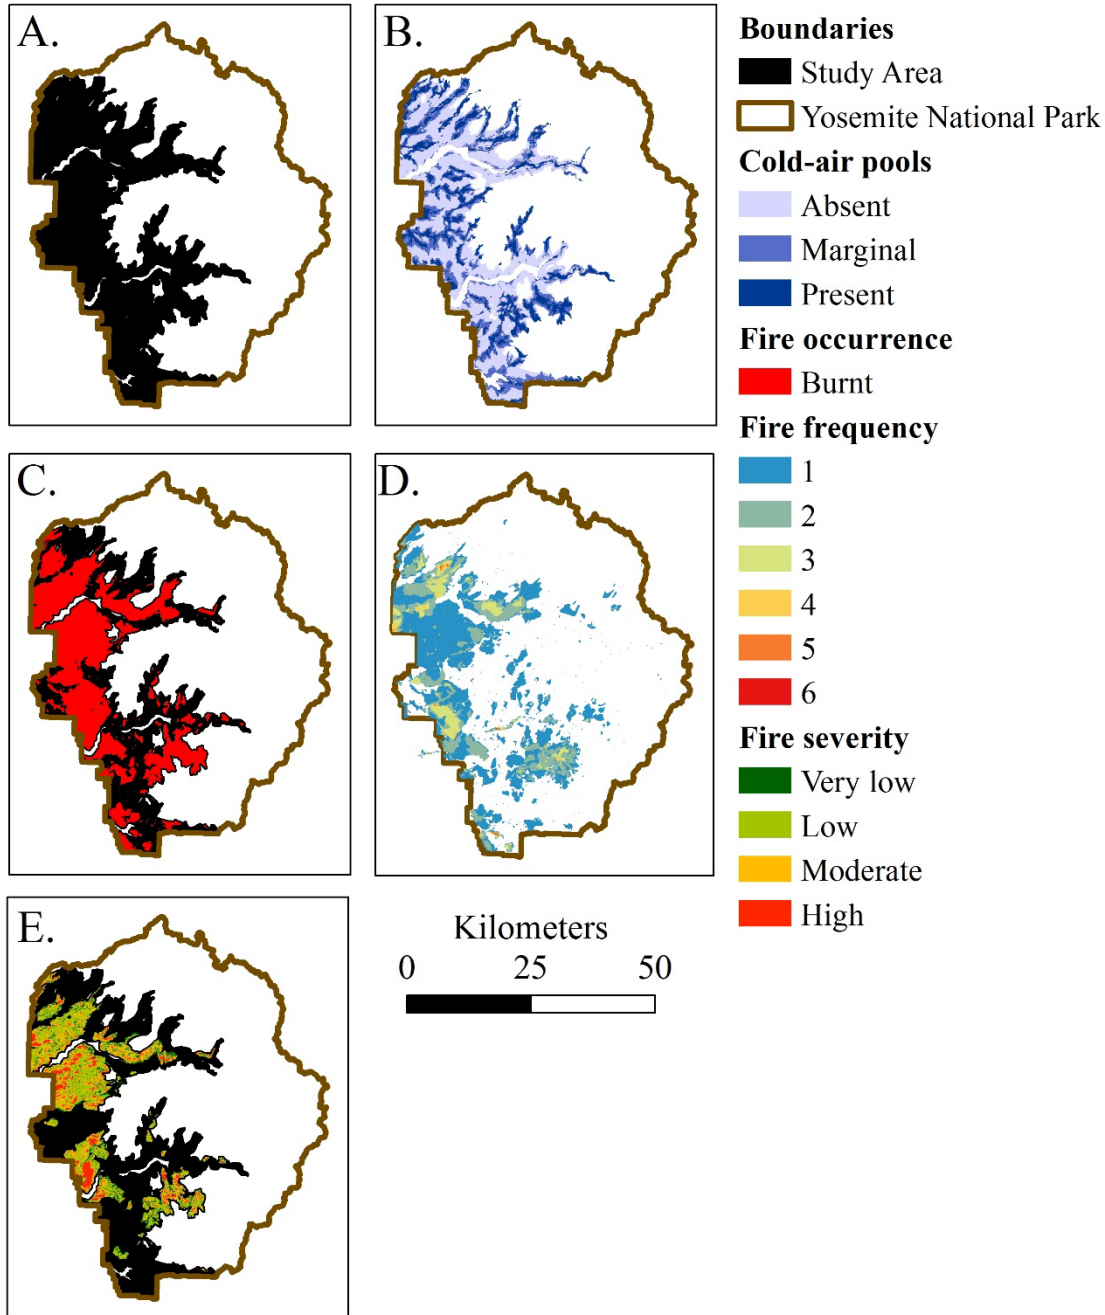 A.
B.
C.
D.
E.
Kilometers
0 25 50
Boundaries
Study Area
Yosemite National Park
Cold-air pools
Absent
Marginal
Present
Fire occurrence
Burnt
Fire frequency
1
2
3
4
5
6
Fire severity
Very low
Low
Moderate
High